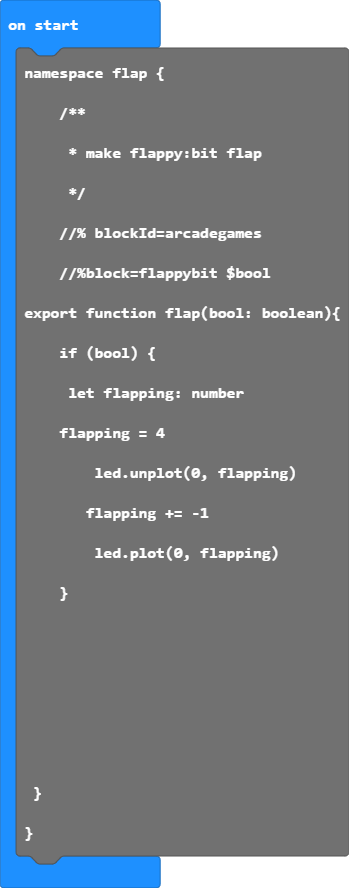 on start
namespace flap {
/**
* make flappy:bit flap
*/
//% blockId=arcadegames
//%block=flappybit $bool
export function flap(bool: boolean){
if (bool) {
let flapping: number
flapping = 4
led.unplot(0, flapping)
flapping += -1
led.plot(0, flapping)
}
}
}